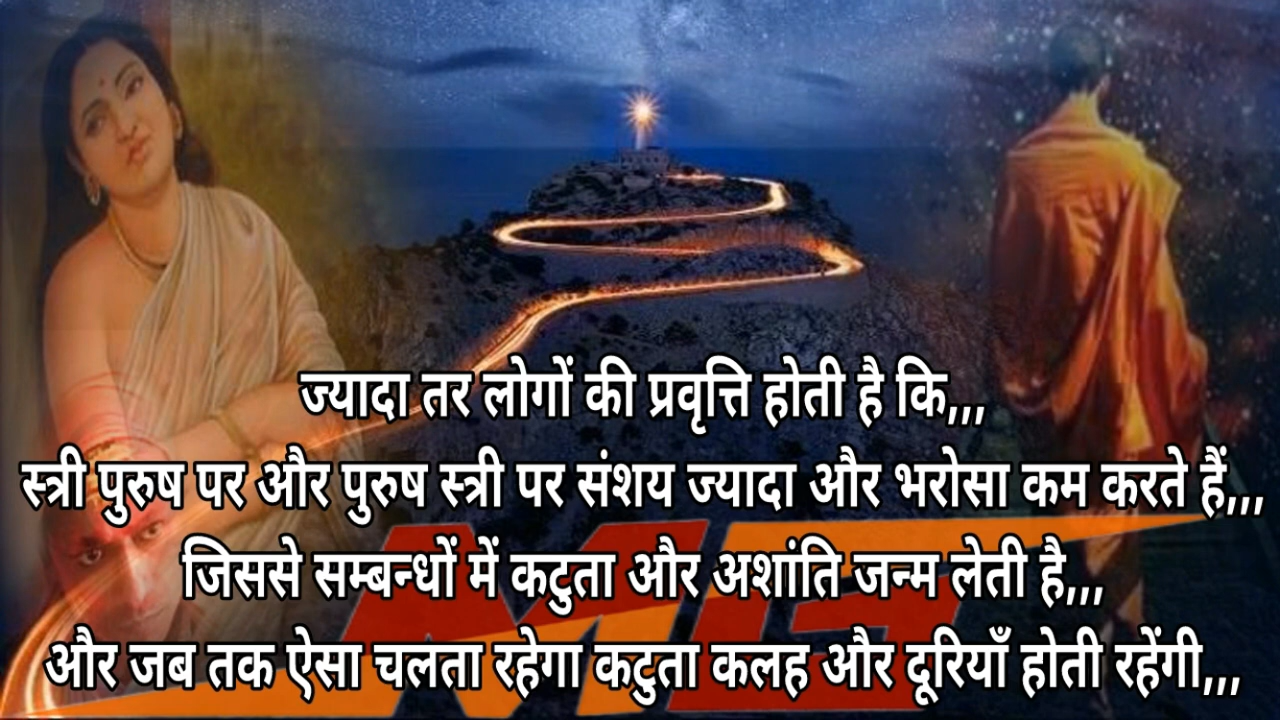 ज्यादा तर लोगों की प्रवृत्ति होती है कि,,,
स्त्री पुरुष पर और पुरुष स्त्री पर संशय ज्यादा और भरोसा कम करते हैं,,,
जिससे सम्बन्धों में कटुता और अशांति जन्म लेती है,,,
और जब तक ऐसा चलता रहेगा कटुता कलह और दूरियाँ होती रहेंगी,,,
MG